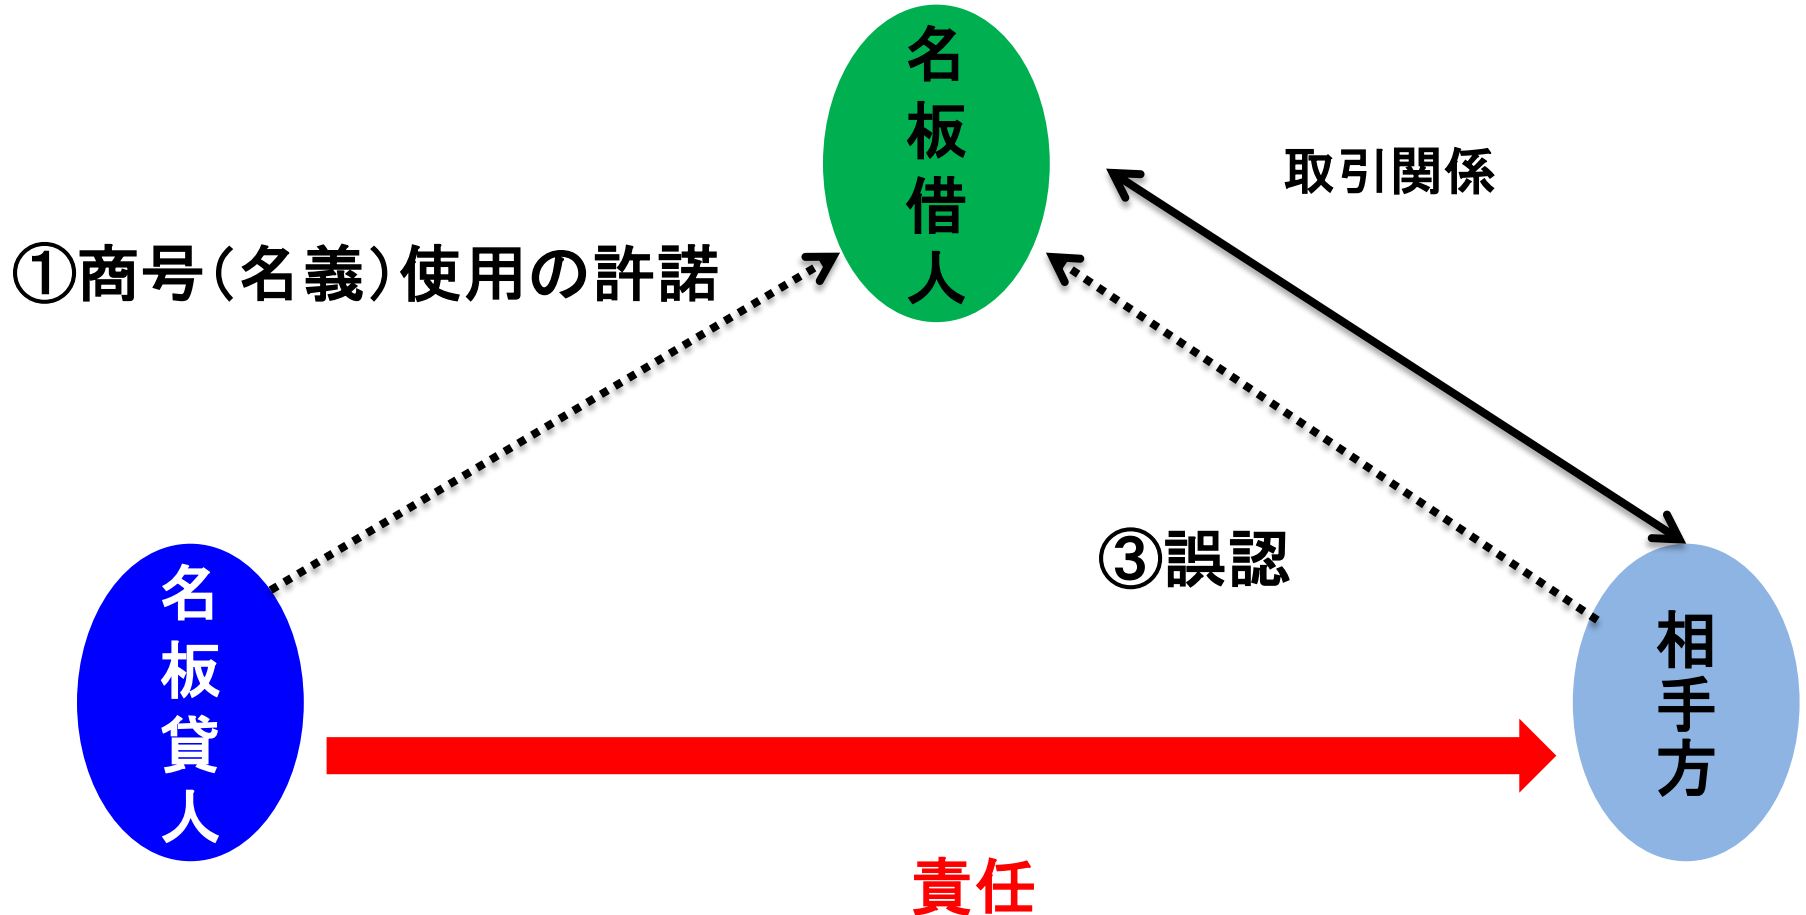 名板借人
取引関係
①商号（名義）使用の許諾
③誤認
名板貸人
相手方
責任